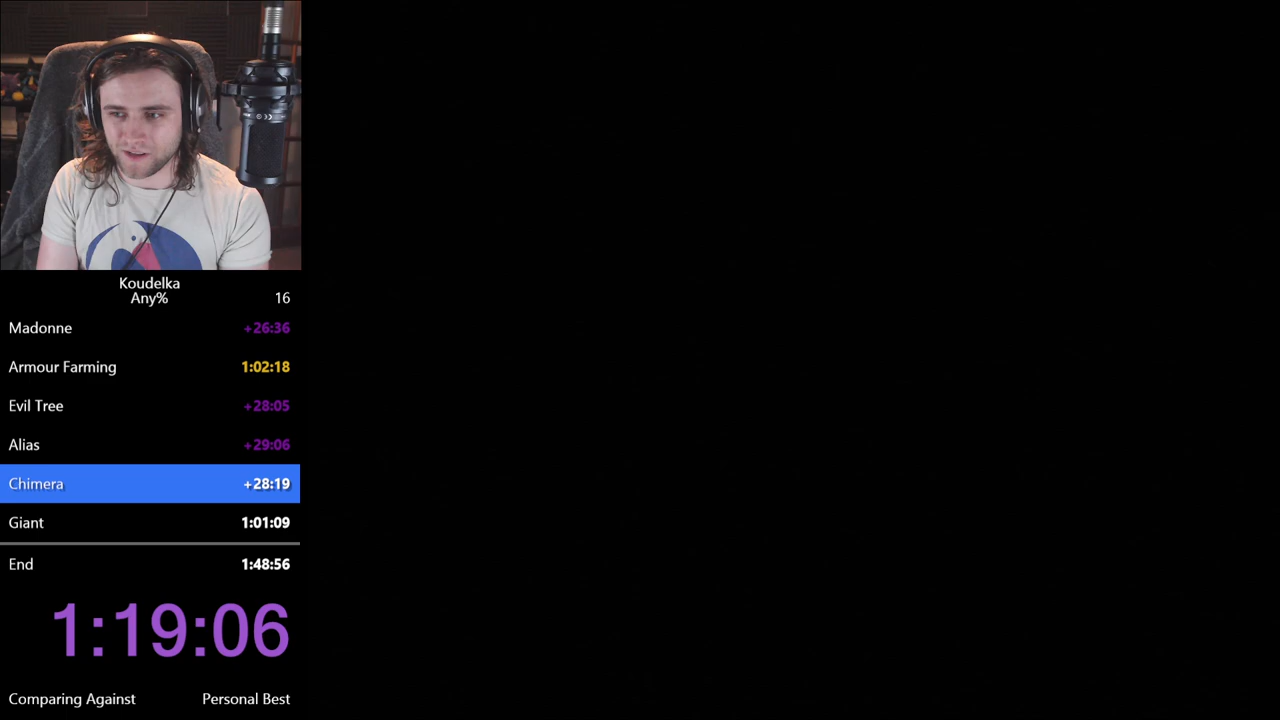 Koudelka
Any% 16
Madonne +26:36
Armour Farming 1:02:18
Evil Tree +28:05
Alias +29:06
Chimera +28:19
Giant 1:01:09
End 1:48:56
1:19:06
Comparing Against Personal Best